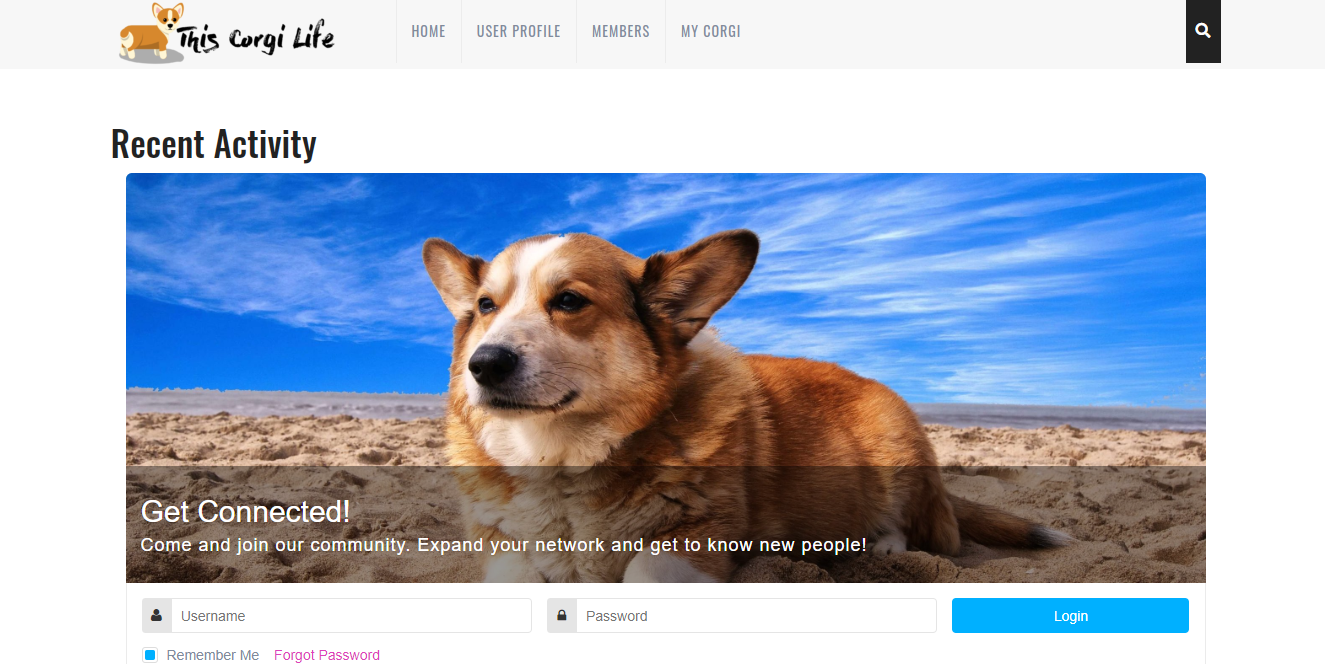 This Corgi Life
HOME
USER PROFILE
MEMBERS
MY CORGI
Recent Activity
Get Connected!
Come and join our community. Expand your network and get to know new people!
Username
Password
Login
Remember Me
Forgot Password